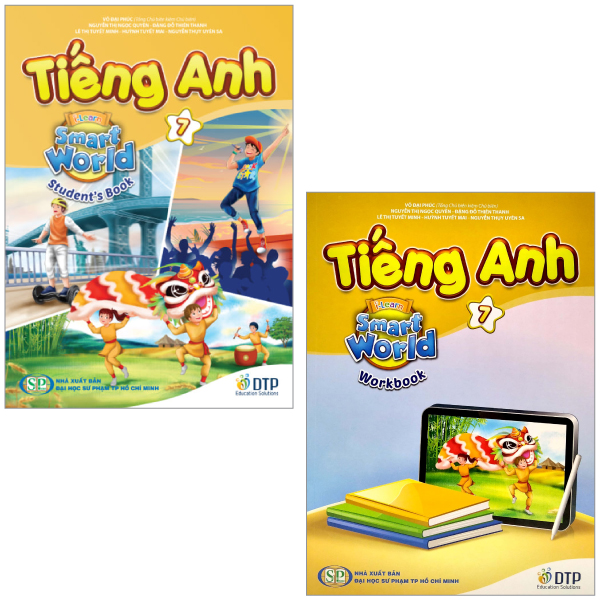 VÕ ĐẠI PHÚC (Tổng Chủ biên kiêm Chủ biên)
NGUYỄN THỊ NGỌC QUYÊN - ĐẶNG ĐỖ THIÊN THANH
LÊ THỊ TUYẾT MINH - HUỲNH TUYẾT MAI - NGUYỄN THỤY UYÊN SA
Tiếng Anh
7
i-Learn
Smart
World
Student's Book
SP
NHÀ XUẤT BẢN
ĐẠI HỌC SƯ PHẠM TP HỒ CHÍ MINH
DTP
Education Solutions
VÕ ĐẠI PHÚC (Tổng Chủ biên kiêm Chủ biên)
NGUYỄN THỊ NGỌC QUYÊN - ĐẶNG ĐỖ THIÊN THANH
LÊ THỊ TUYẾT MINH - HUỲNH TUYẾT MAI - NGUYỄN THỤY UYÊN SA
Tiếng Anh
7
i-Learn
Smart
World
Workbook
SP
NHÀ XUẤT BẢN
ĐẠI HỌC SƯ PHẠM TP HỒ CHÍ MINH
DTP
Education Solutions